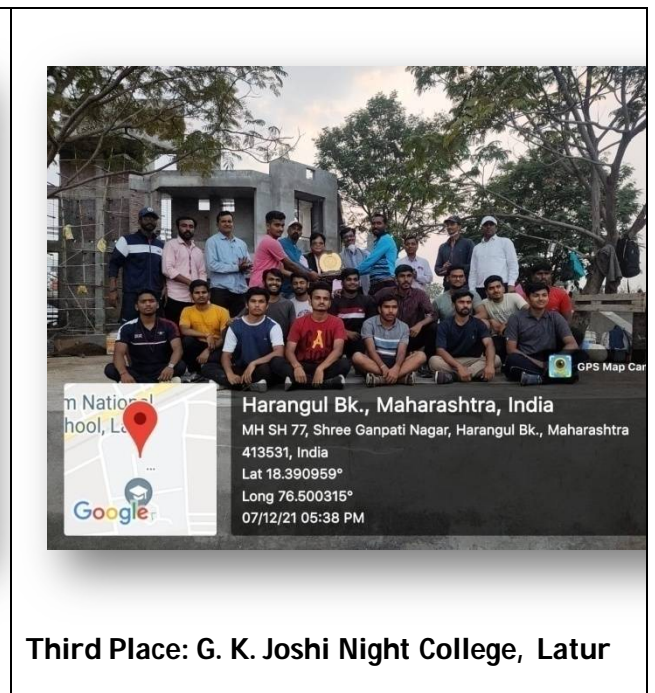 GPS Map Car
m National
hool, La
Google
Harangul Bk., Maharashtra, India
MH SH 77, Shree Ganpati Nagar, Harangul Bk., Maharashtra
413531, India
Lat 18.390959°
Long 76.500315°
07/12/21 05:38 PM
Third Place: G. K. Joshi Night College, Latur